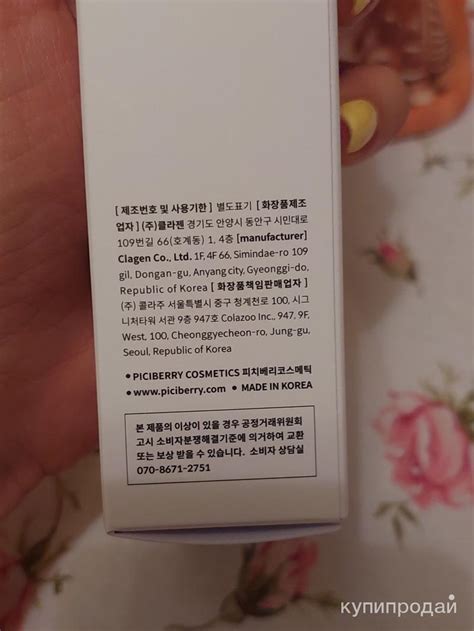 [ 제조번호 및 사용기한 ] 별도표기 [ 화장품제조
업자 ] (주)클라젠 경기도 안양시 동안구 시민대로
109번길 66(호계동) 1, 4층 [manufacturer]
Clagen Co., Ltd. 1F, 4F 66, Simindae-ro 109
gil, Dongan-gu, Anyang city, Gyeonggi-do,
Republic of Korea [ 화장품책임판매업자 ]
(주) 콜라주 서울특별시 중구 청계천로 100, 시그
니처타워 서관 9층 947호 Colazoo Inc., 947, 9F,
West, 100, Cheonggyecheon-ro, Jung-gu,
Seoul, Republic of Korea
• PICIBERRY COSMETICS 피치베리코스메틱
• www.piciberry.com • MADE IN KOREA
본 제품의 이상이 있을 경우 공정거래위원회
고시 소비자분쟁해결기준에 의거하여 교환
또는 보상 받을 수 있습니다. 소비자 상담실
070-8671-2751
купипродай